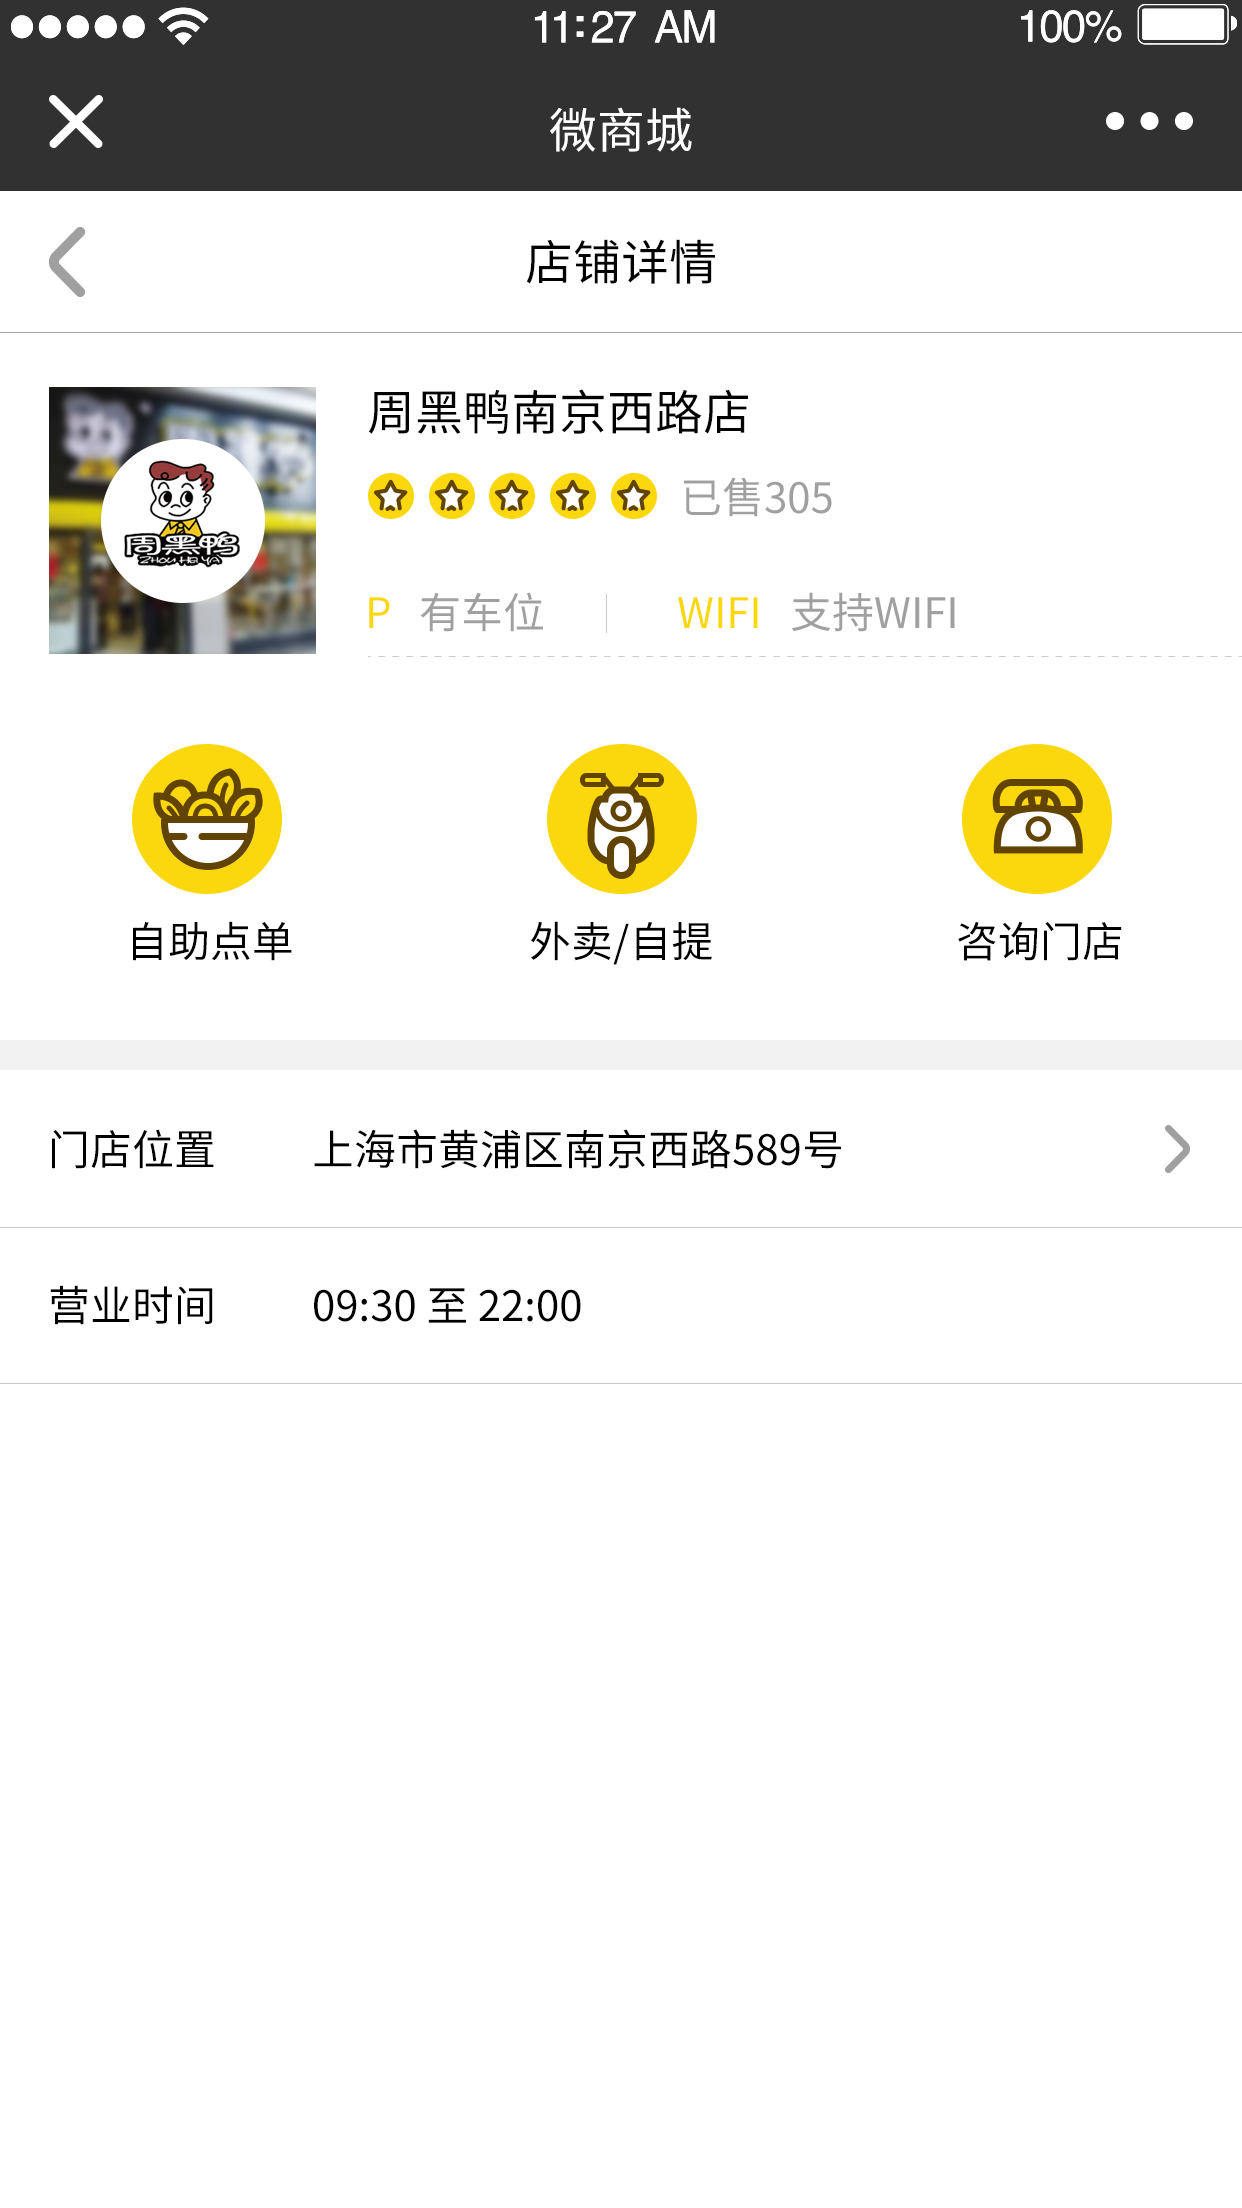 11:27 AM
100%
微商城
店铺详情
周黑鸭南京西路店
已售305
周黑鸭
ZHOU HEI YA
P 有车位 WIFI 支持WIFI
自助点单 外卖/自提 咨询门店
门店位置 上海市黄浦区南京西路589号
营业时间 09:30 至 22:00